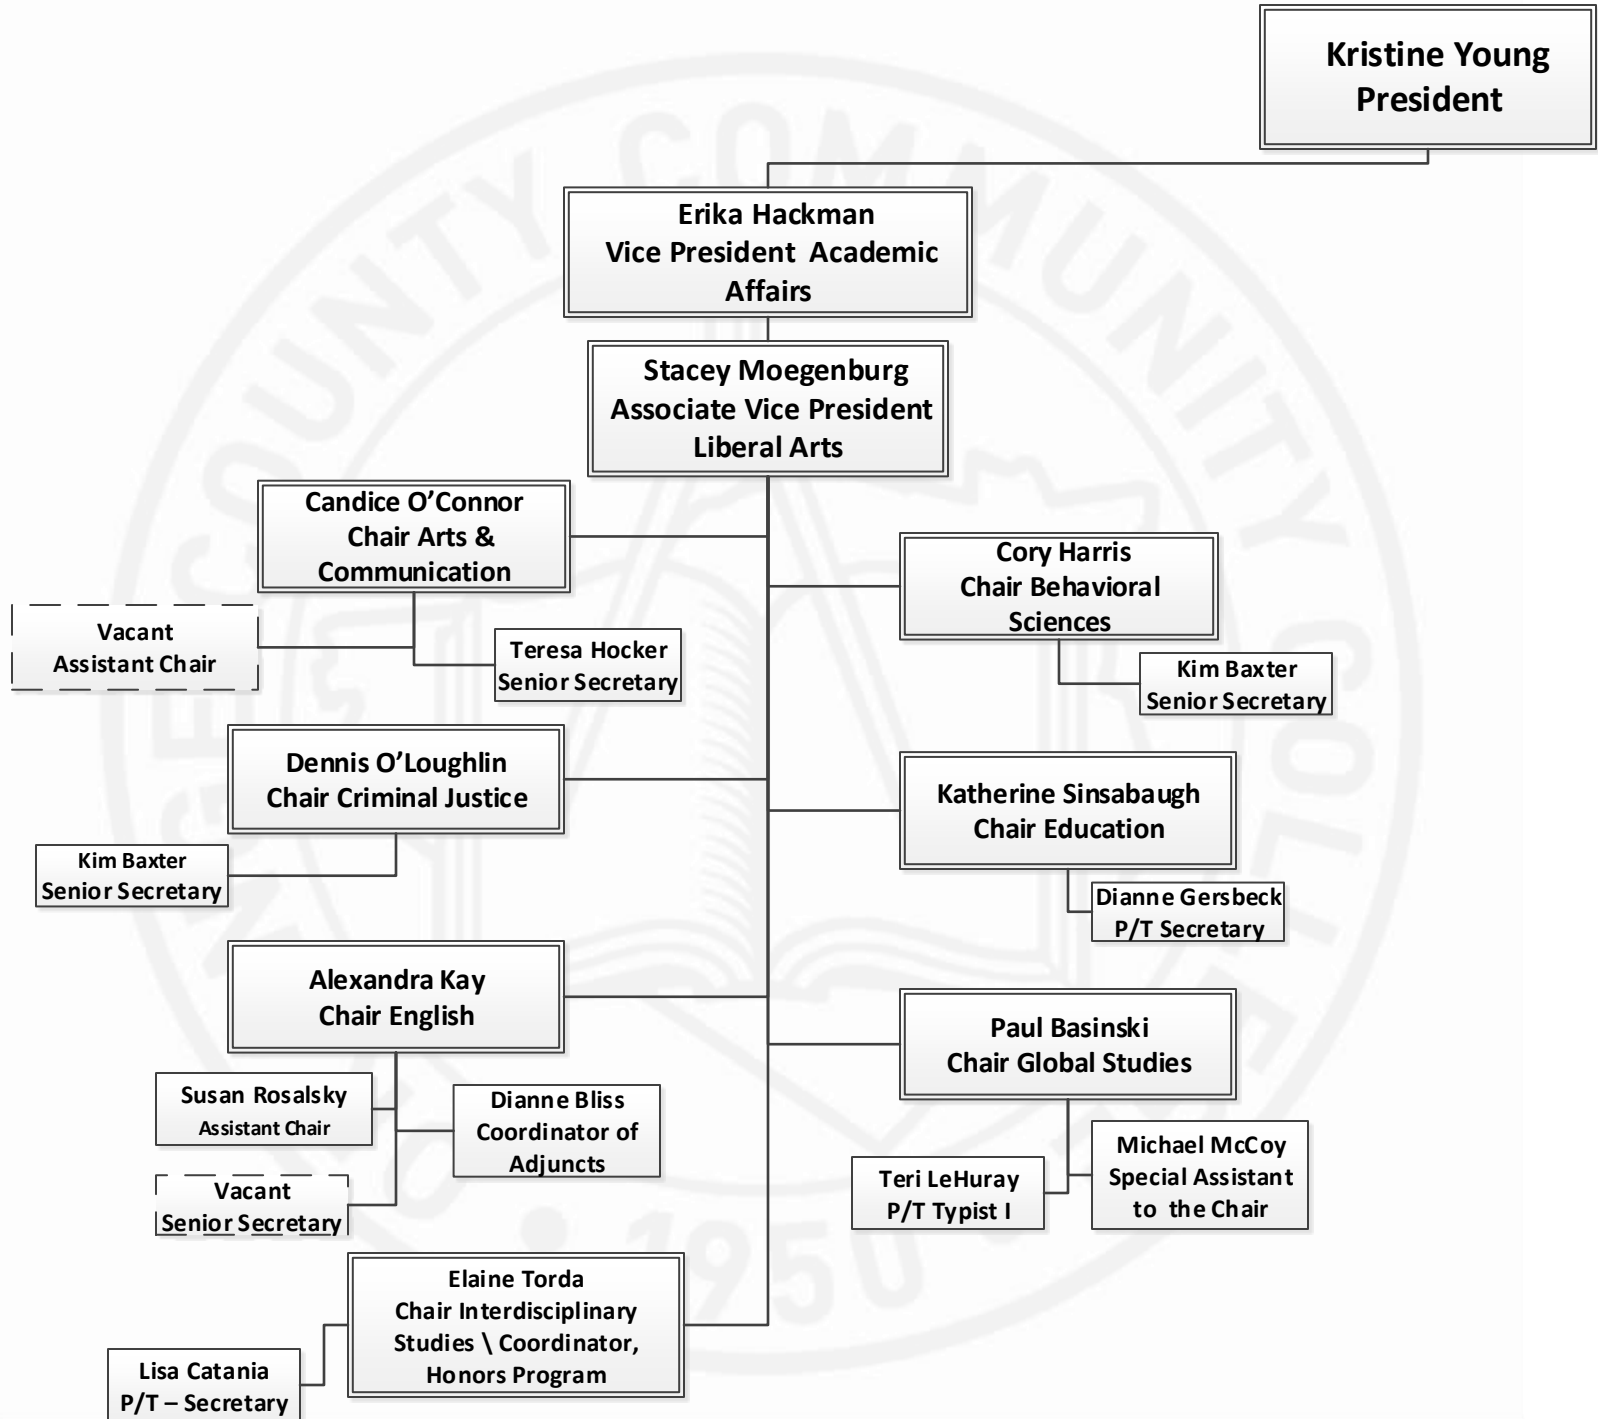 Kristine Young
President
Erika Hackman
Vice President Academic
Affairs
Stacey Moegenburg
Associate Vice President
Liberal Arts
Candice O’Connor
Chair Arts &
Communication
Vacant
Assistant Chair
Teresa Hocker
Senior Secretary
Cory Harris
Chair Behavioral
Sciences
Kim Baxter
Senior Secretary
Dennis O’Loughlin
Chair Criminal Justice
Kim Baxter
Senior Secretary
Katherine Sinsabaugh
Chair Education
Dianne Gersbeck
P/T Secretary
Alexandra Kay
Chair English
Susan Rosalsky
Assistant Chair
Dianne Bliss
Coordinator of
Adjuncts
Vacant
Senior Secretary
Paul Basinski
Chair Global Studies
Teri LeHuray
P/T Typist I
Michael McCoy
Special Assistant
to the Chair
Elaine Torda
Chair Interdisciplinary
Studies \ Coordinator,
Honors Program
Lisa Catania
P/T – Secretary
COUNTY COMMUNITY COLLEGE
1950